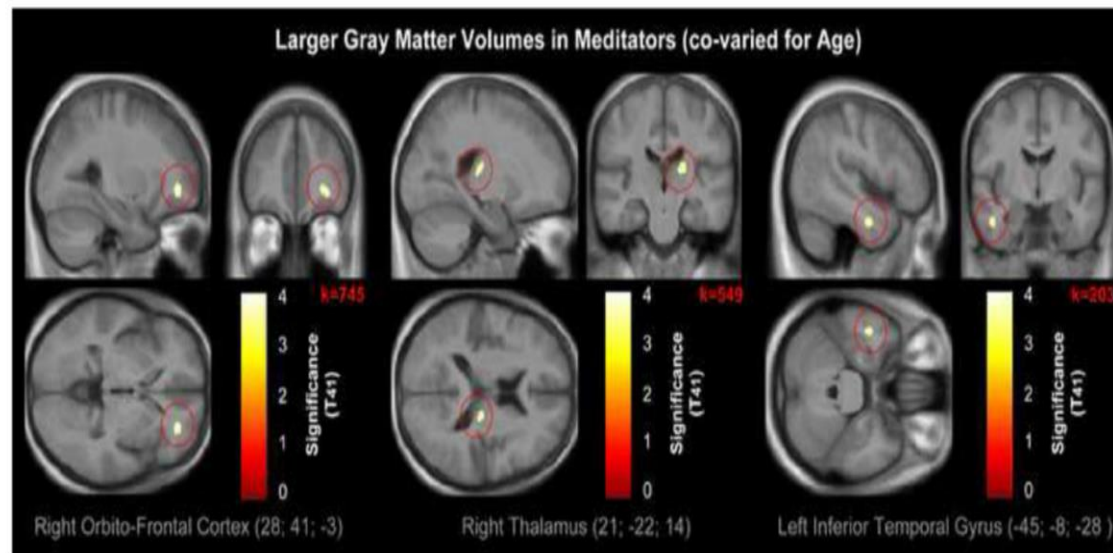 Larger Gray Matter Volumes in Meditators (co-varied for Age)
k=745
4
3
2
1
0
Significance
(T41)
Right Orbito-Frontal Cortex (28; 41; -3)
k=549
4
3
2
1
0
Significance
(T41)
Right Thalamus (21; -22; 14)
k=203
4
3
2
1
0
Significance
(T41)
Left Inferior Temporal Gyrus (-45; -8; -28 )